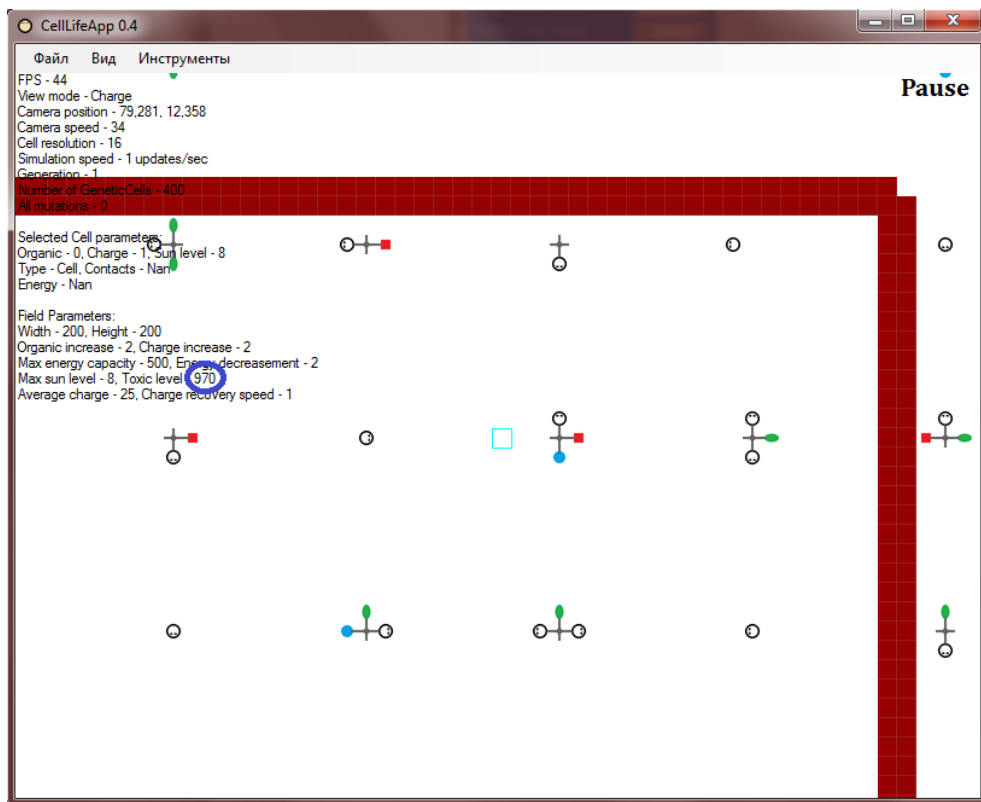 CellLifeApp 0.4
Файл Вид Инструменты
FPS - 44
View mode - Charge
Camera position - 79,281, 12,358
Camera speed - 34
Cell resolution - 16
Simulation speed - 1 updates/sec
Generation - 1
Number of GeneticCells - 400
All mutations - 0
Pause
Selected Cell parameters:
Organic - 0, Charge - 1, Sun level - 8
Type - Cell, Contacts - Nan
Energy - Nan
Field Parameters:
Width - 200, Height - 200
Organic increase - 2, Charge increase - 2
Max energy capacity - 500, Energy decreasement - 2
Max sun level - 8, Toxic level - 970
Average charge - 25, Charge recovery speed - 1